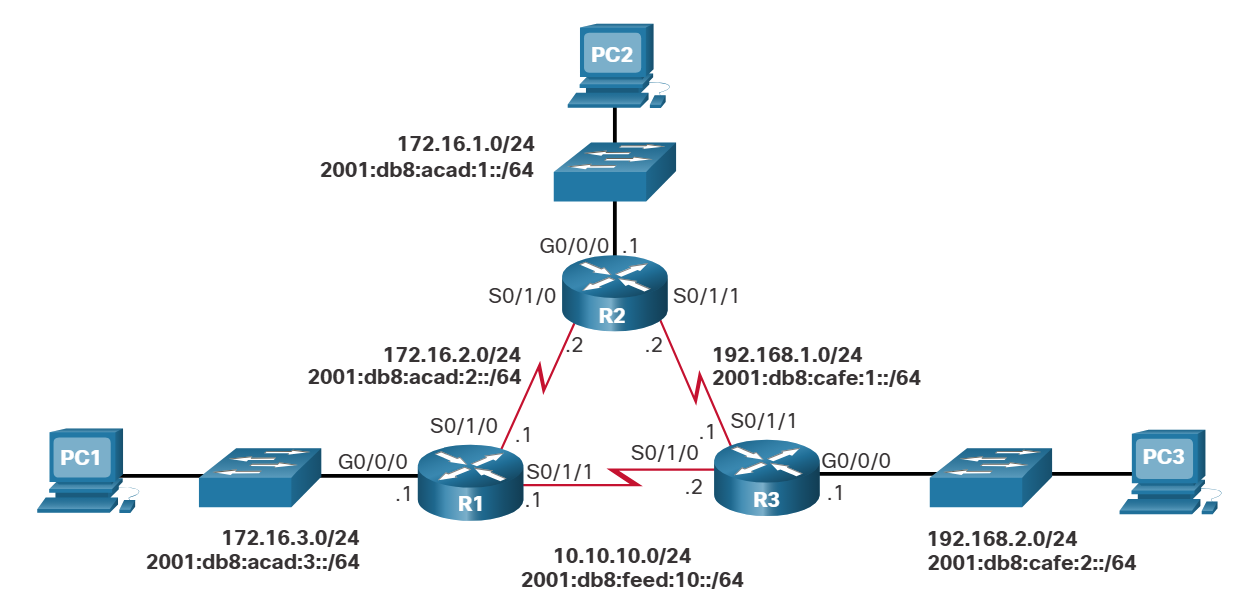 PC2
172.16.1.0/24
2001:db8:acad:1::/64
G0/0/0 .1
S0/1/0
S0/1/1
R2
.2
.2
172.16.2.0/24
2001:db8:acad:2::/64
192.168.1.0/24
2001:db8:cafe:1::/64
S0/1/0
.1
S0/1/1
.1
PC1
G0/0/0
.1
R1
S0/1/1
.1
S0/1/0
.2
R3
G0/0/0
.1
PC3
172.16.3.0/24
2001:db8:acad:3::/64
10.10.10.0/24
2001:db8:feed:10::/64
192.168.2.0/24
2001:db8:cafe:2::/64